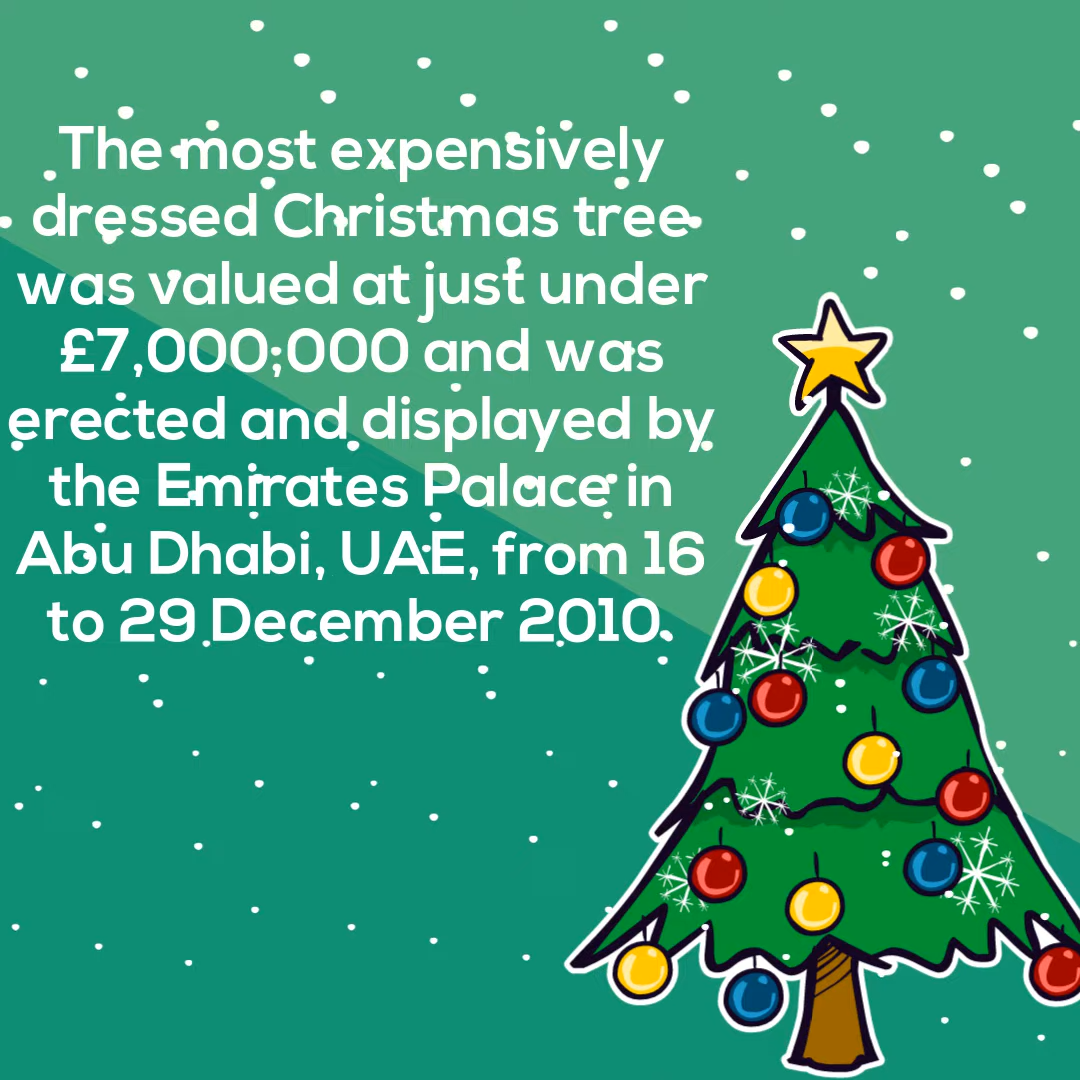 The most expensively
dressed Christmas tree
was valued at just under
£7,000,000 and was
erected and displayed by
the Emirates Palace in
Abu Dhabi, UAE, from 16
to 29 December 2010.